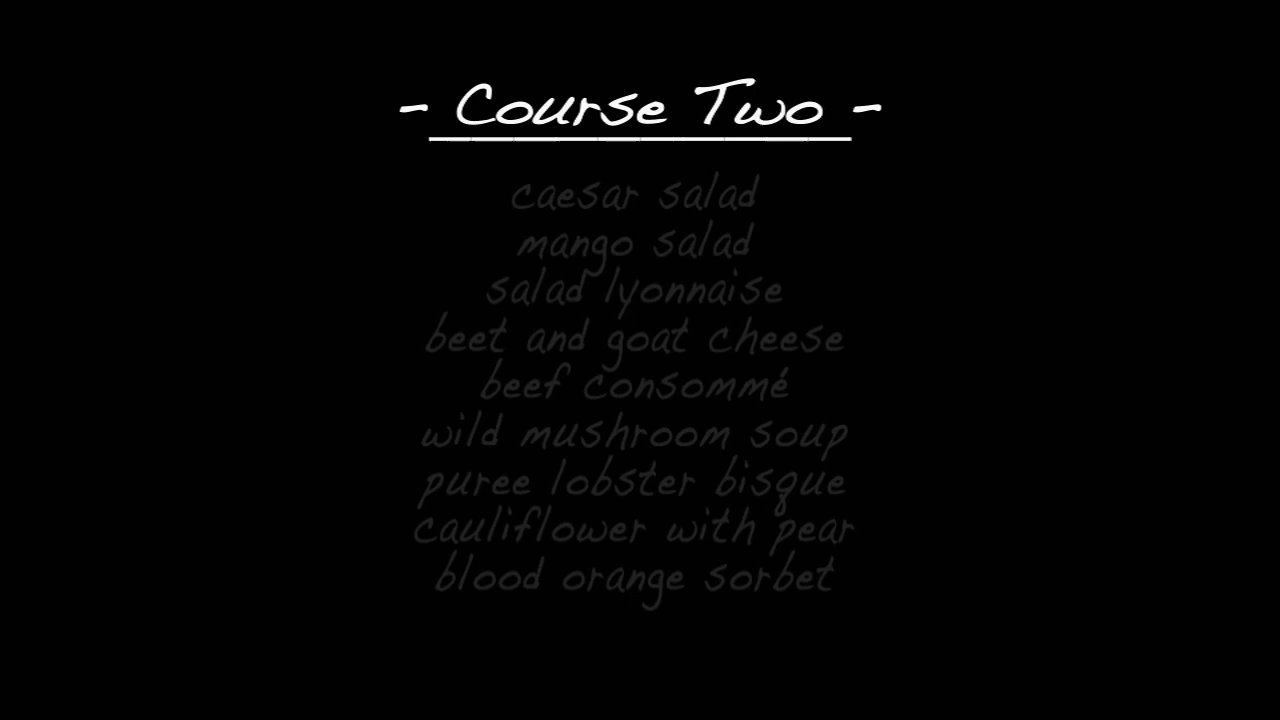 - Course Two -
caesar salad
mango salad
salad lyonnaise
beet and goat cheese
beef consommé
wild mushroom soup
puree lobster bisque
cauliflower with pear
blood orange sorbet